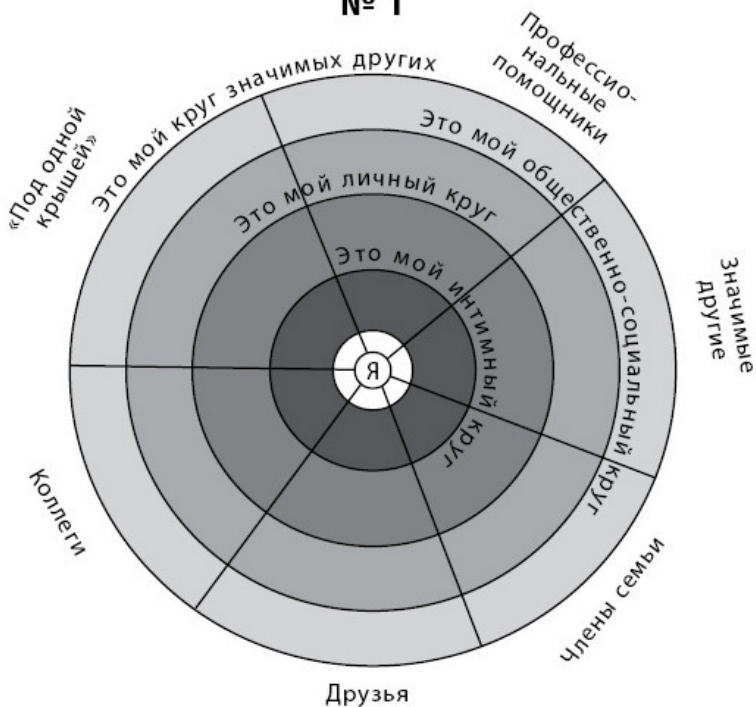 № 1
Профессио-
нальные
помощники
«Под одной
крышей»
Это мой круг значимых других
Это мой общественно-социальный круг
Это мой личный круг
Это мой интимный круг
Я
Значимые
другие
Коллеги
Члены семьи
Друзья